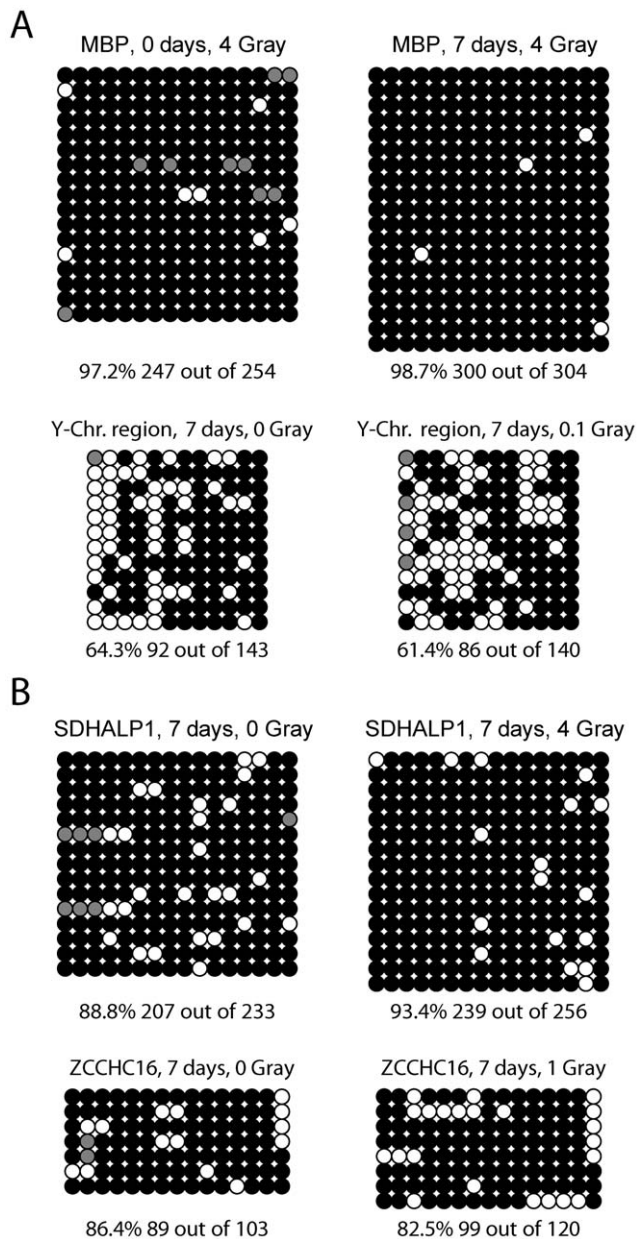 A
MBP, 0 days, 4 Gray
MBP, 7 days, 4 Gray
97.2% 247 out of 254
98.7% 300 out of 304
Y-Chr. region, 7 days, 0 Gray
Y-Chr. region, 7 days, 0.1 Gray
64.3% 92 out of 143
61.4% 86 out of 140
B
SDHALP1, 7 days, 0 Gray
SDHALP1, 7 days, 4 Gray
88.8% 207 out of 233
93.4% 239 out of 256
ZCCHC16, 7 days, 0 Gray
ZCCHC16, 7 days, 1 Gray
86.4% 89 out of 103
82.5% 99 out of 120